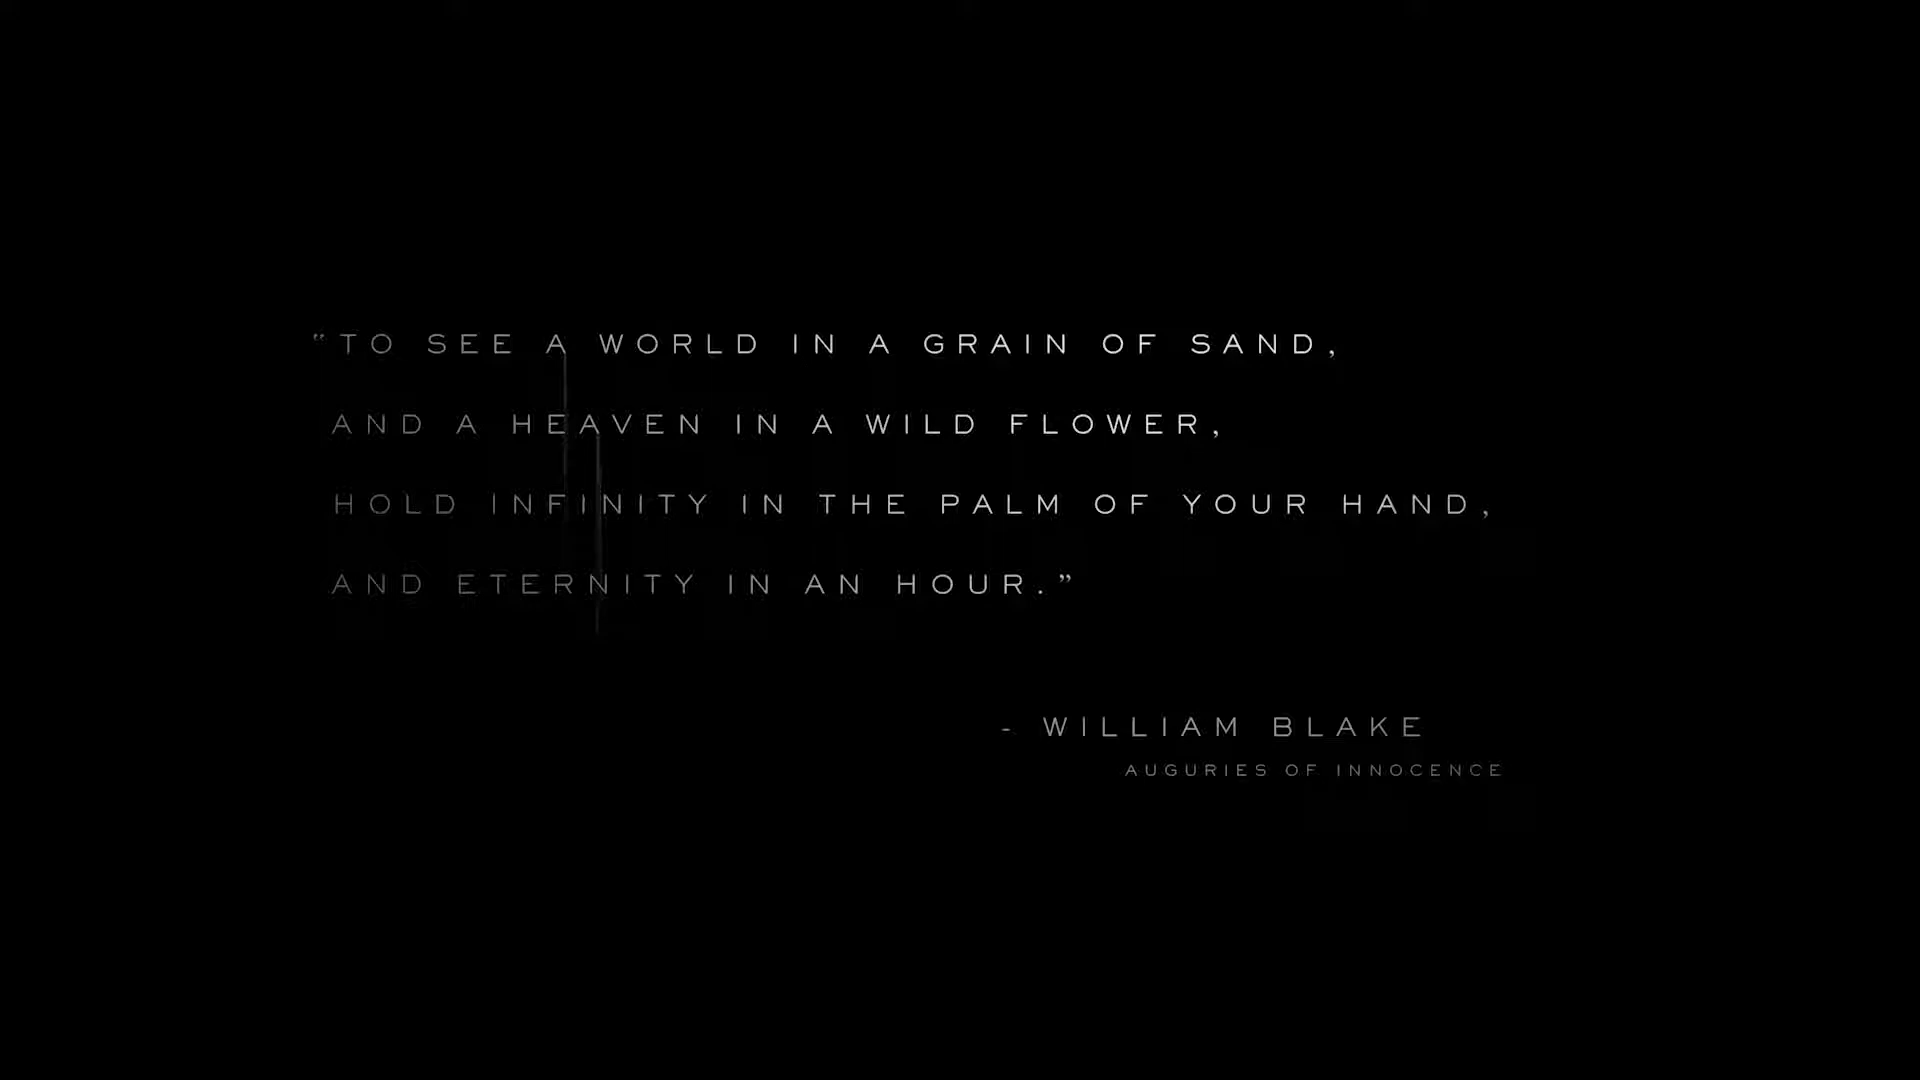 “TO SEE A WORLD IN A GRAIN OF SAND,
AND A HEAVEN IN A WILD FLOWER,
HOLD INFINITY IN THE PALM OF YOUR HAND,
AND ETERNITY IN AN HOUR.”
- WILLIAM BLAKE
AUGURIES OF INNOCENCE